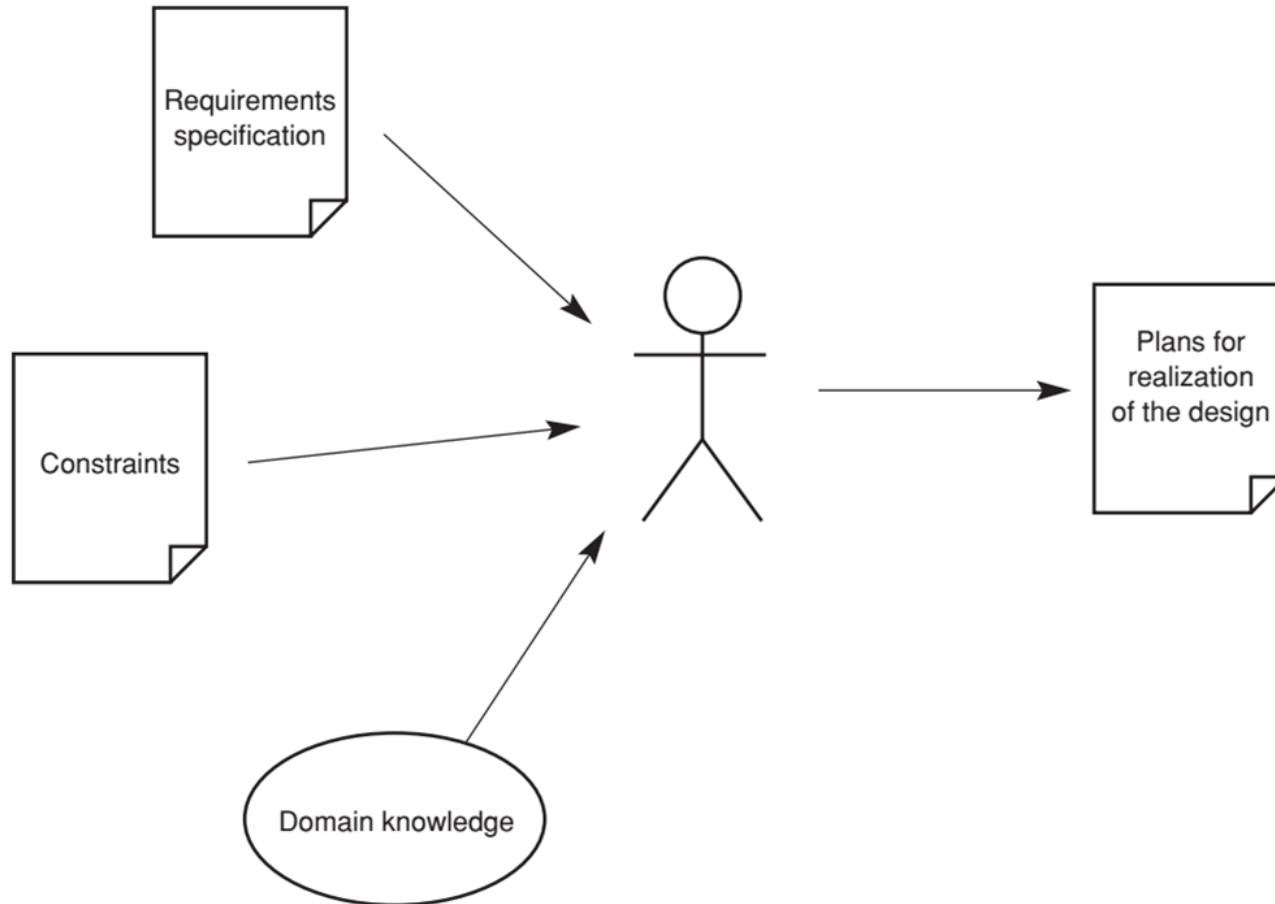 Requirements
specification
Plans for
realization
of the design
Constraints
Domain knowledge